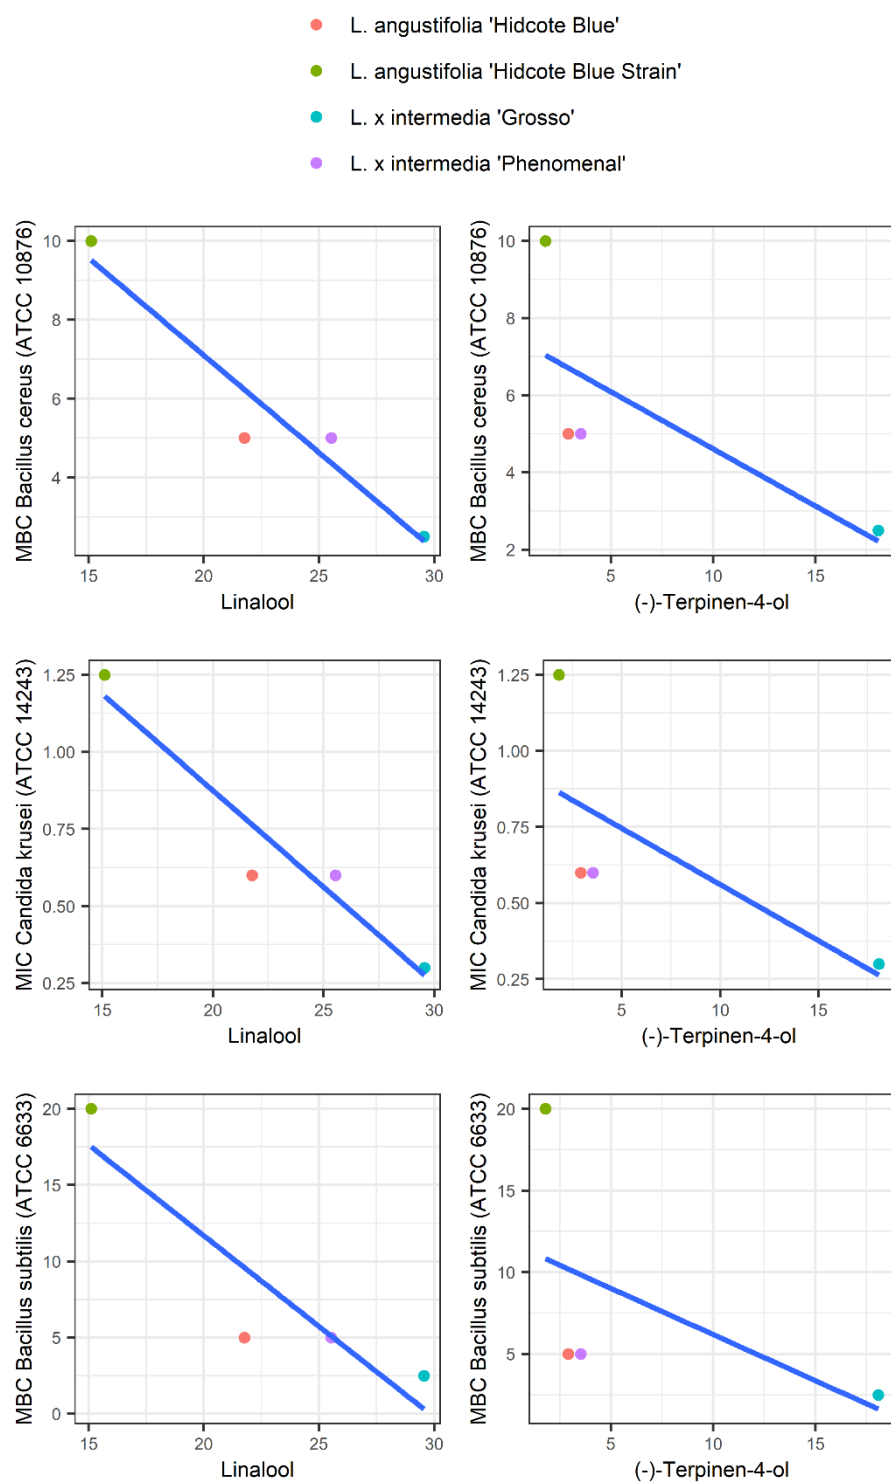 L. angustifolia 'Hidcote Blue'
L. angustifolia 'Hidcote Blue Strain'
L. x intermedia 'Grosso'
L. x intermedia 'Phenomenal'
MBC Bacillus cereus (ATCC 10876)
10
8
6
4
15 20 25 30
Linalool
MBC Bacillus cereus (ATCC 10876)
10
8
6
4
2
5 10 15
(-)-Terpinen-4-ol
MIC Candida krusei (ATCC 14243)
1.25
1.00
0.75
0.50
0.25
15 20 25 30
Linalool
MIC Candida krusei (ATCC 14243)
1.25
1.00
0.75
0.50
0.25
5 10 15
(-)-Terpinen-4-ol
MBC Bacillus subtilis (ATCC 6633)
20
15
10
5
0
15 20 25 30
Linalool
MBC Bacillus subtilis (ATCC 6633)
20
15
10
5
5 10 15
(-)-Terpinen-4-ol